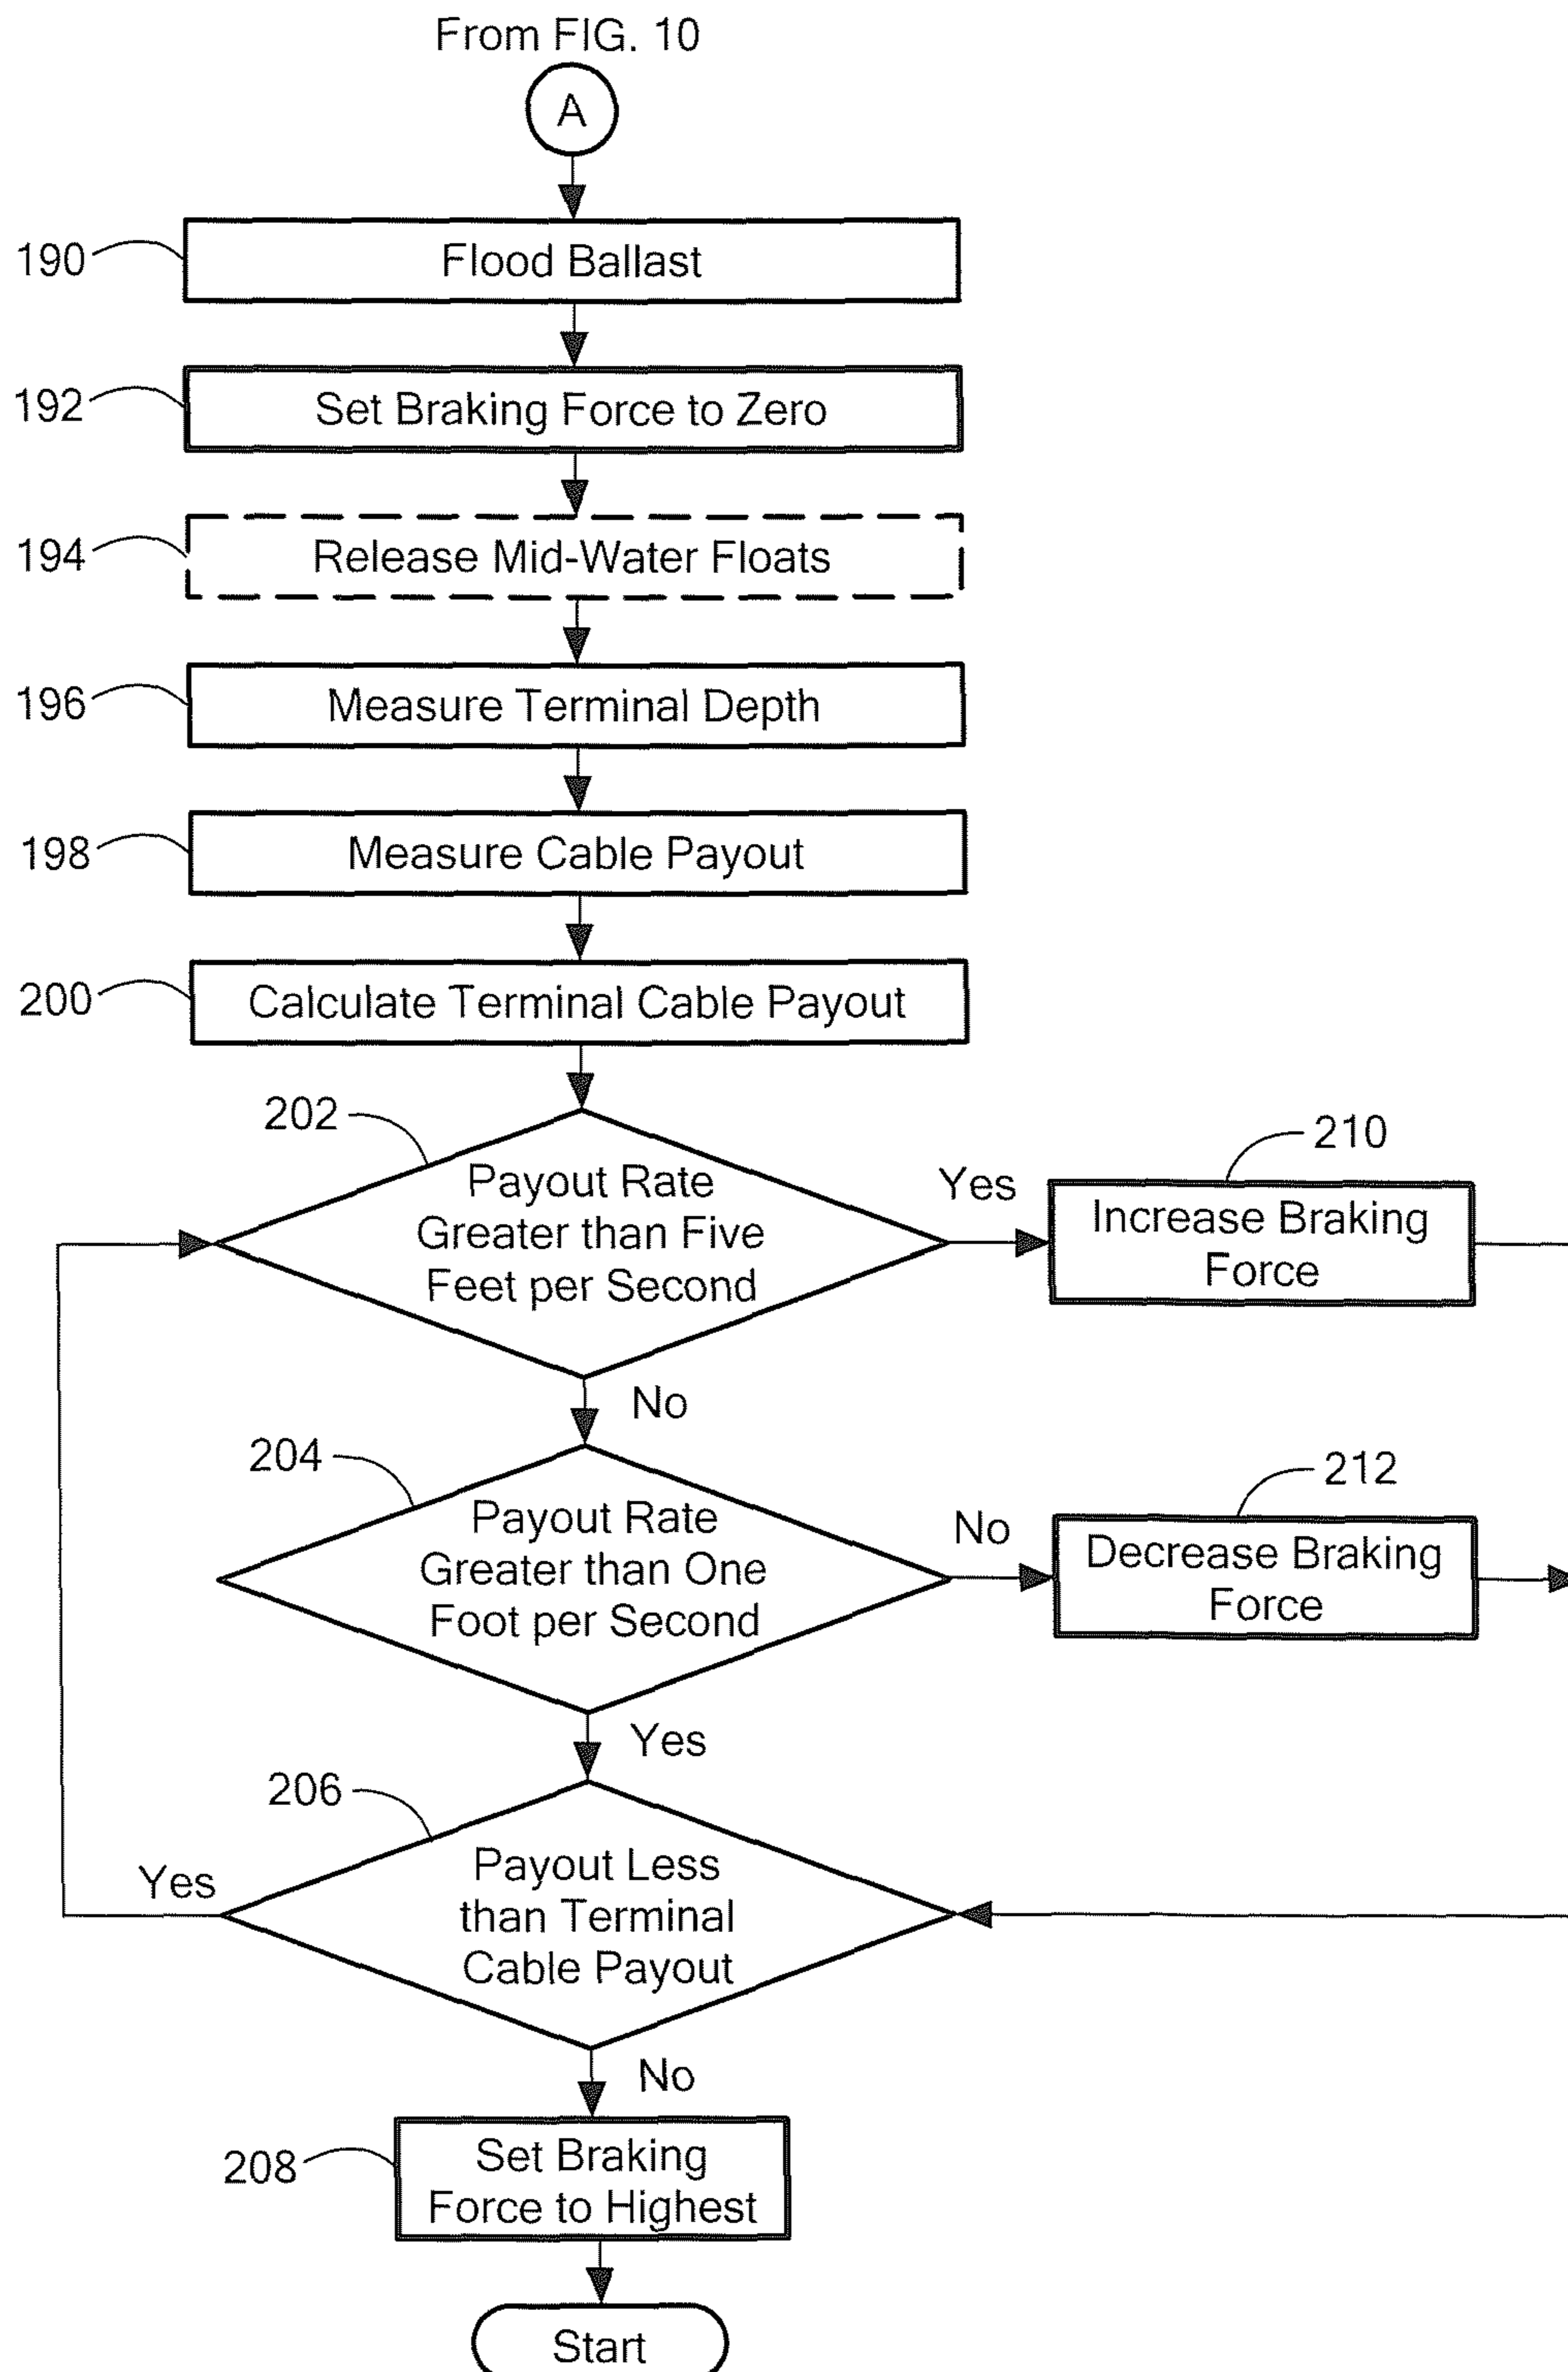 From FIG. 10
A
190
Flood Ballast
192
Set Braking Force to Zero
194
Release Mid-Water Floats
196
Measure Terminal Depth
198
Measure Cable Payout
200
Calculate Terminal Cable Payout
202
Payout Rate
Greater than Five
Feet per Second
Yes
210
Increase Braking
Force
No
204
Payout Rate
Greater than One
Foot per Second
No
212
Decrease Braking
Force
Yes
206
Payout Less
than Terminal
Cable Payout
Yes
No
208
Set Braking
Force to Highest
Start